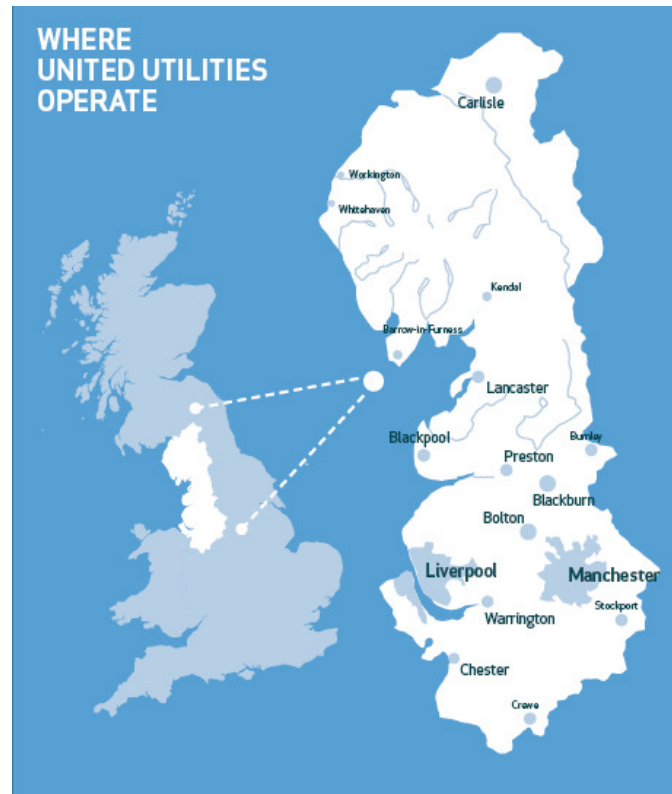 WHERE
UNITED UTILITIES
OPERATE
Carlisle
Workington
Whitehaven
Kendal
Barrow-in-Furness
Lancaster
Blackpool
Burnley
Preston
Blackburn
Bolton
Liverpool
Manchester
Stockport
Warrington
Chester
Crewe